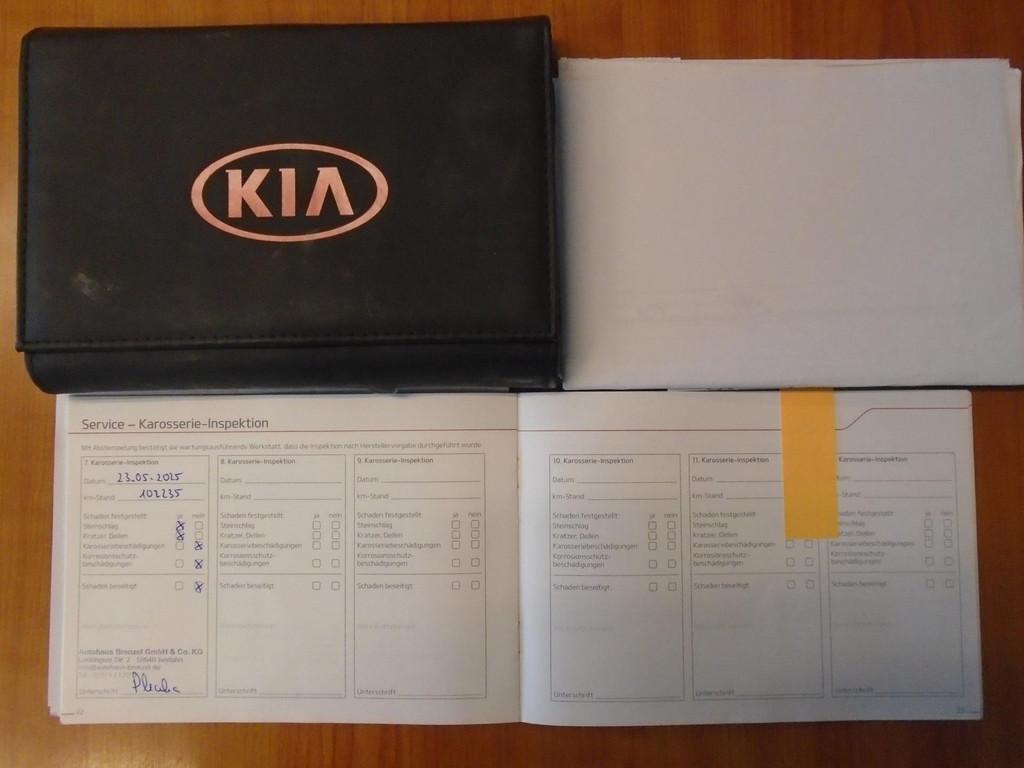 KIA
Service – Karosserie-Inspektion
Mit Abstempelung bestätigt die wartungsausführende Werkstatt, dass die Inspektion nach Herstellervorgabe durchgeführt wurde.
7. Karosserie-Inspektion
Datum: 23.05.2025
km-Stand: 102235
Schaden festgestellt: ja nein
Steinschlag
Kratzer, Dellen
Karosseriebeschädigungen
Korrosionsschutz-
beschädigungen
Schaden beseitigt:
Autohaus Brenzel GmbH & Co. KG
Unterschrift
22
8. Karosserie-Inspektion
Datum:
km-Stand:
Schaden festgestellt: ja nein
Steinschlag
Kratzer, Dellen
Karosseriebeschädigungen
Korrosionsschutz-
beschädigungen
Schaden beseitigt:
Unterschrift
9. Karosserie-Inspektion
Datum:
km-Stand:
Schaden festgestellt: ja nein
Steinschlag
Kratzer, Dellen
Karosseriebeschädigungen
Korrosionsschutz-
beschädigungen
Schaden beseitigt:
Unterschrift
10. Karosserie-Inspektion
Datum:
km-Stand:
Schaden festgestellt: ja nein
Steinschlag
Kratzer, Dellen
Karosseriebeschädigungen
Korrosionsschutz-
beschädigungen
Schaden beseitigt:
Unterschrift
11. Karosserie-Inspektion
Datum:
km-Stand:
Schaden festgestellt:
Steinschlag
Kratzer, Dellen
Karosseriebeschädigungen
Korrosionsschutz-
beschädigungen
Schaden beseitigt:
Unterschrift
Karosserie-Inspektion
km-Stand:
Schaden festgestellt: ja nein
Steinschlag
Kratzer, Dellen
Karosseriebeschädigungen
Korrosionsschutz-
beschädigungen
Schaden beseitigt:
Unterschrift